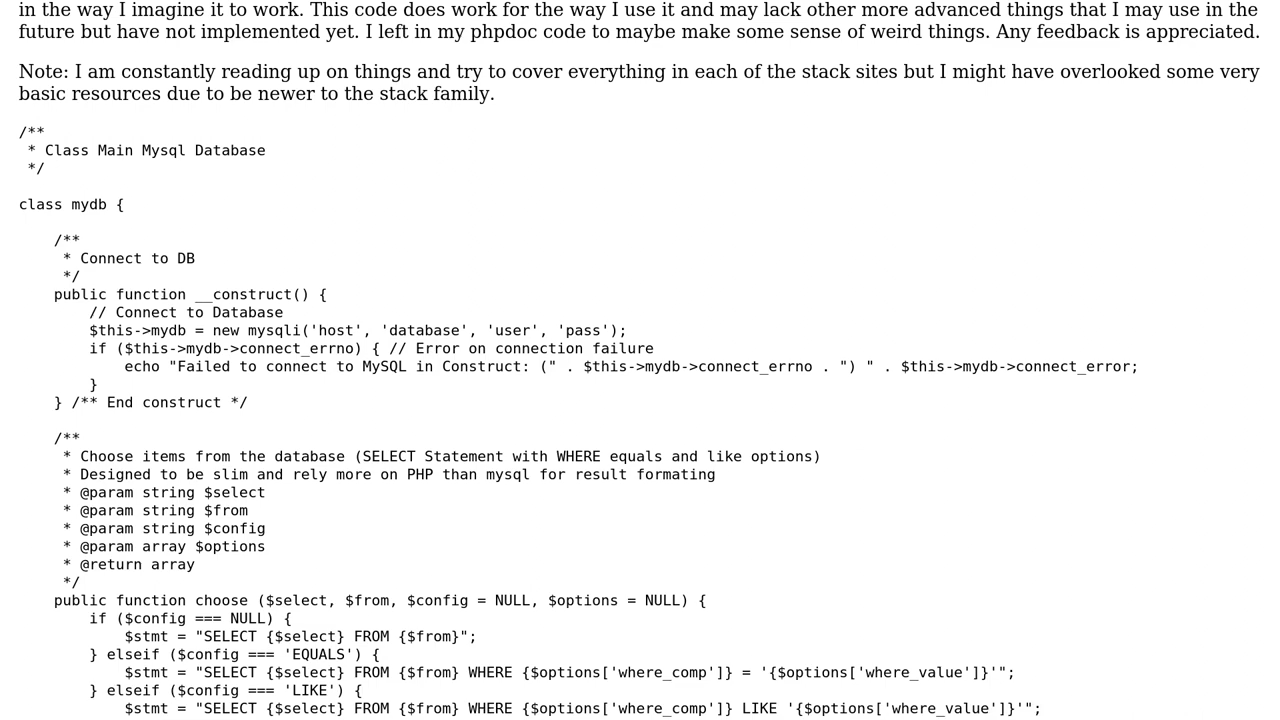 in the way I imagine it to work. This code does work for the way I use it and may lack other more advanced things that I may use in the
future but have not implemented yet. I left in my phpdoc code to maybe make some sense of weird things. Any feedback is appreciated.
Note: I am constantly reading up on things and try to cover everything in each of the stack sites but I might have overlooked some very
basic resources due to be newer to the stack family.
/**
 * Class Main Mysql Database
 */
class mydb {
    /**
     * Connect to DB
     */
    public function __construct() {
        // Connect to Database
        $this->mydb = new mysqli('host', 'database', 'user', 'pass');
        if ($this->mydb->connect_errno) { // Error on connection failure
            echo "Failed to connect to MySQL in Construct: (" . $this->mydb->connect_errno . ") " . $this->mydb->connect_error;
        }
    } /** End construct */
    /**
     * Choose items from the database (SELECT Statement with WHERE equals and like options)
     * Designed to be slim and rely more on PHP than mysql for result formating
     * @param string $select
     * @param string $from
     * @param string $config
     * @param array $options
     * @return array
     */
    public function choose ($select, $from, $config = NULL, $options = NULL) {
        if ($config === NULL) {
            $stmt = "SELECT {$select} FROM {$from}";
        } elseif ($config === 'EQUALS') {
            $stmt = "SELECT {$select} FROM {$from} WHERE {$options['where_comp']} = '{$options['where_value']}'";
        } elseif ($config === 'LIKE') {
            $stmt = "SELECT {$select} FROM {$from} WHERE {$options['where_comp']} LIKE '{$options['where_value']}'";